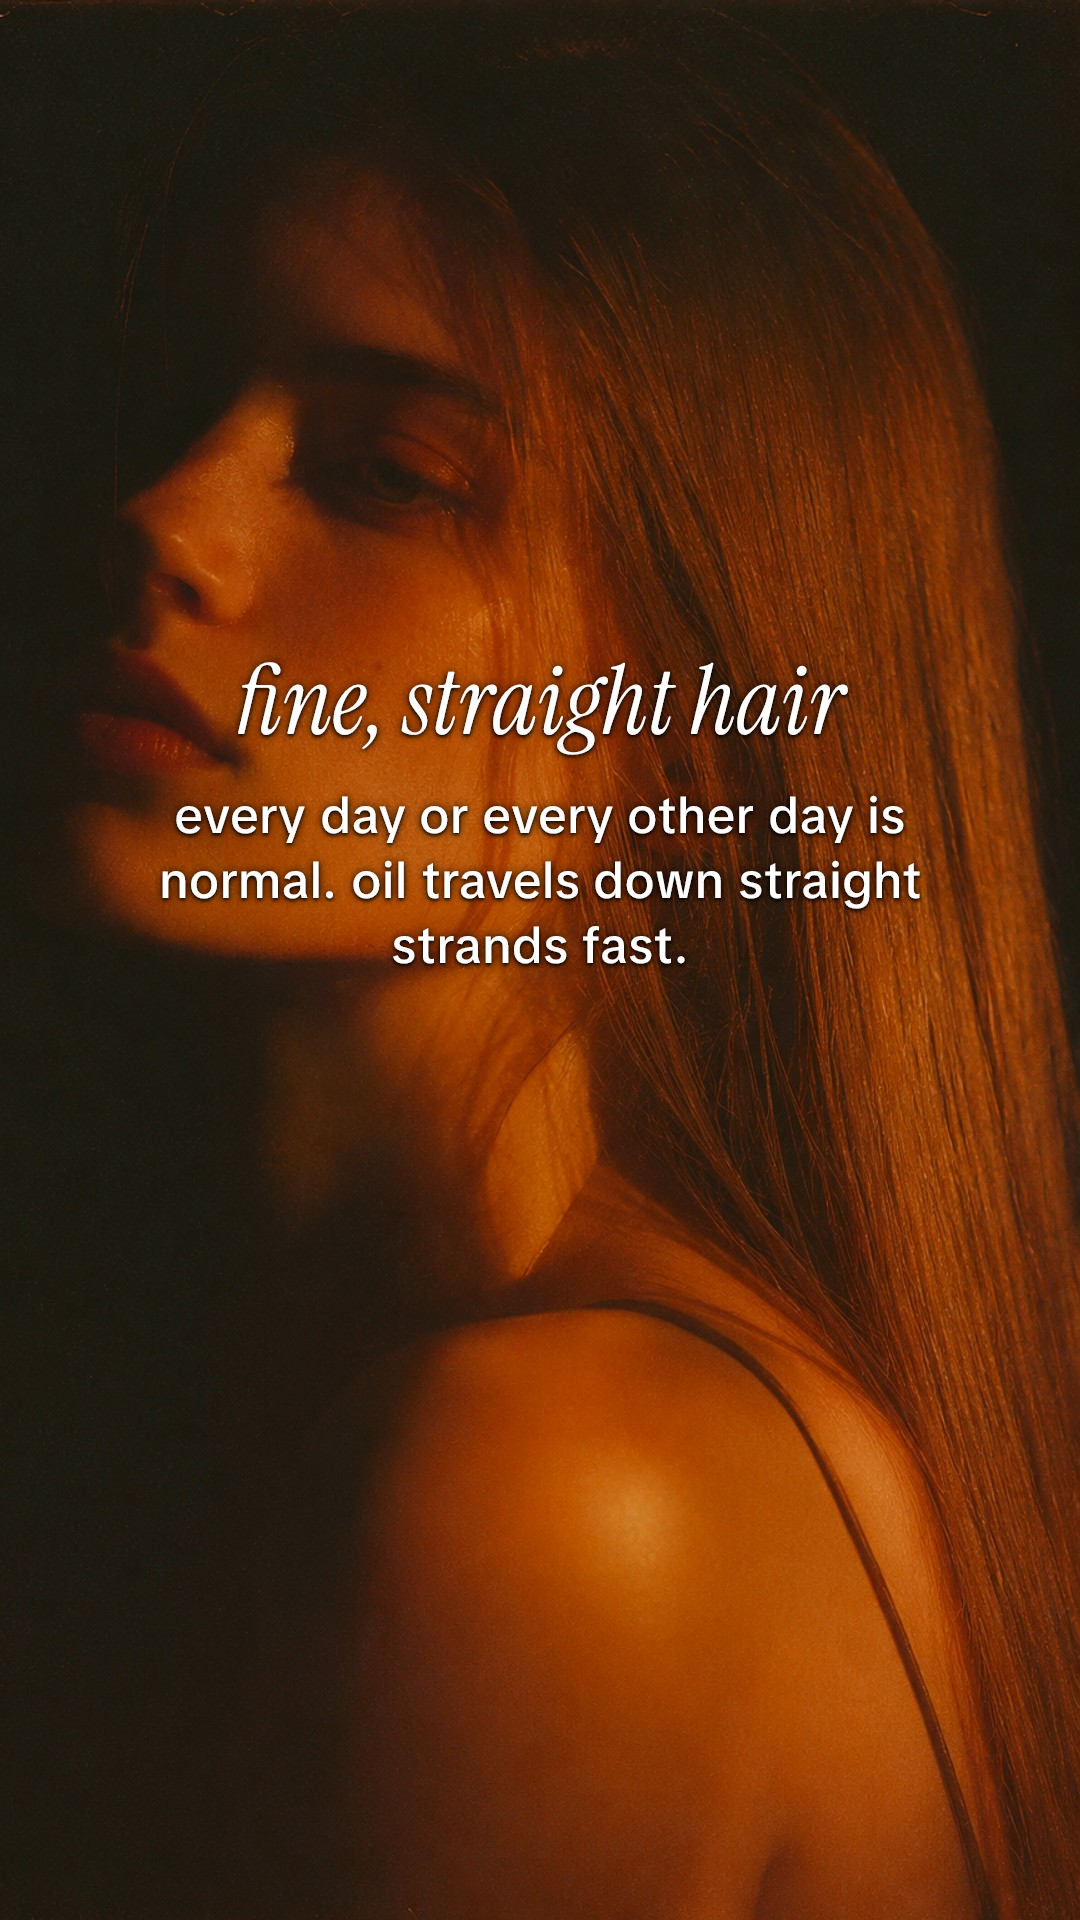 fine, straight hair
every day or every other day is
normal. oil travels down straight
strands fast.